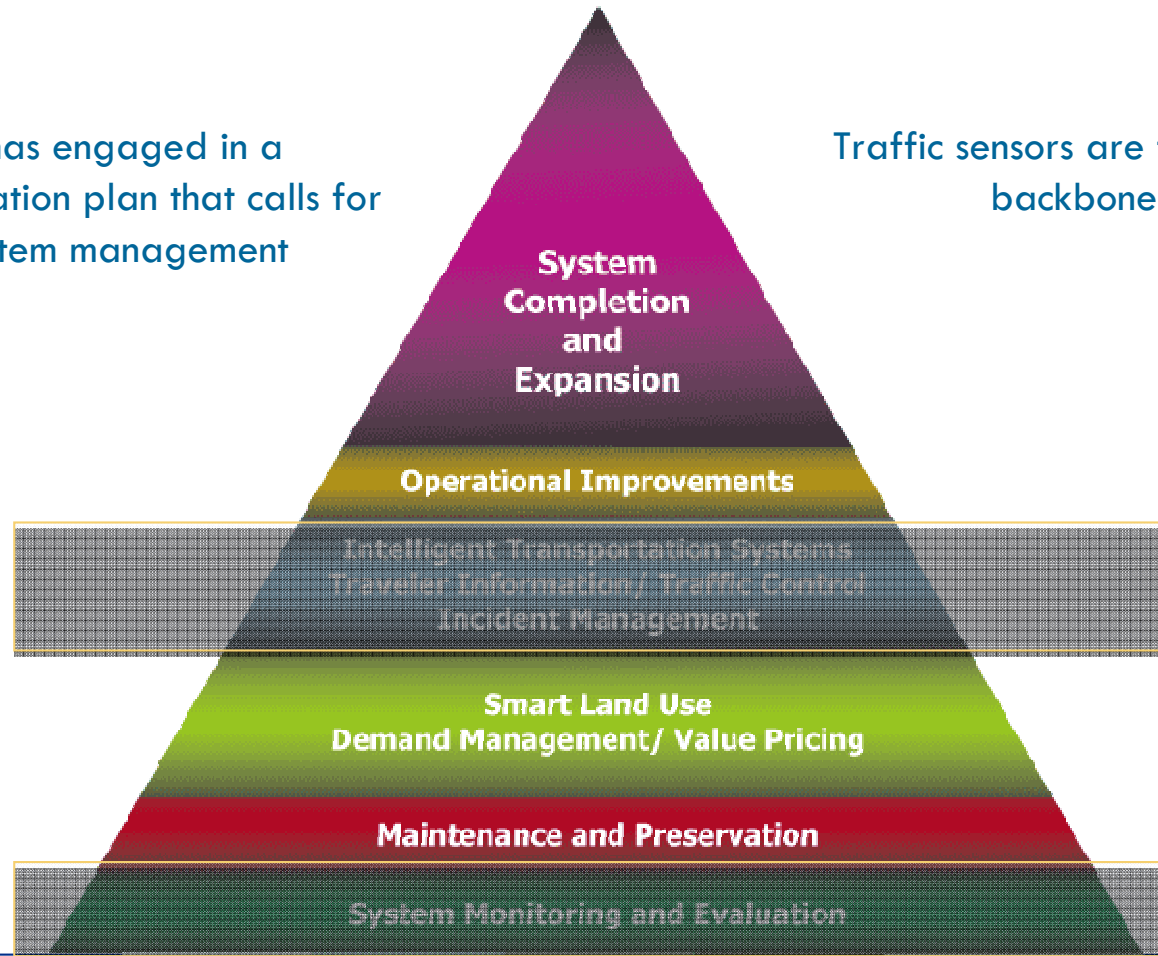 has engaged in a
ation plan that calls for
tem management
Traffic sensors are
backbone
System
Completion
and
Expansion
Operational Improvements
Intelligent Transportation Systems
Traveler Information/ Traffic Control
Incident Management
Smart Land Use
Demand Management/ Value Pricing
Maintenance and Preservation
System Monitoring and Evaluation